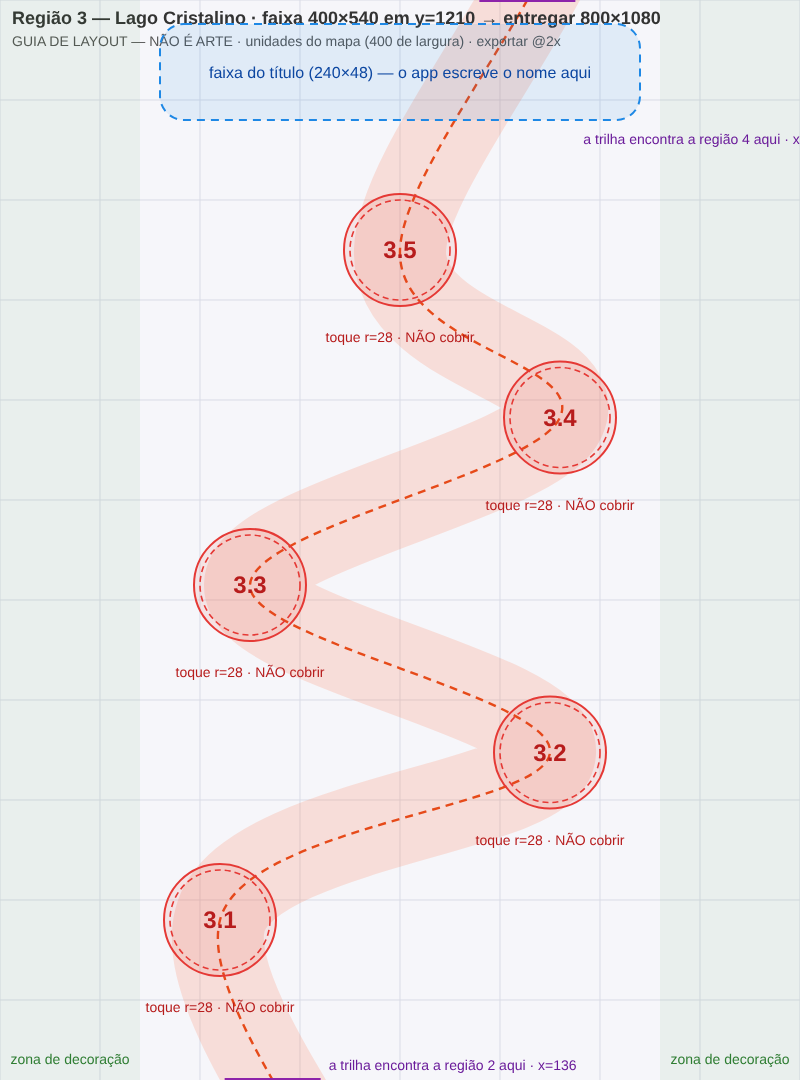 Região 3 — Lago Cristalino · faixa 400×540 em y=1210 → entregar 800×1080
GUIA DE LAYOUT — NÃO É ARTE · unidades do mapa (400 de largura) · exportar @2x
faixa do título (240×48) — o app escreve o nome aqui
a trilha encontra a região 4 aqui · x
3.5
toque r=28 · NÃO cobrir
3.4
toque r=28 · NÃO cobrir
3.3
toque r=28 · NÃO cobrir
3.2
toque r=28 · NÃO cobrir
3.1
toque r=28 · NÃO cobrir
zona de decoração
a trilha encontra a região 2 aqui · x=136
zona de decoração